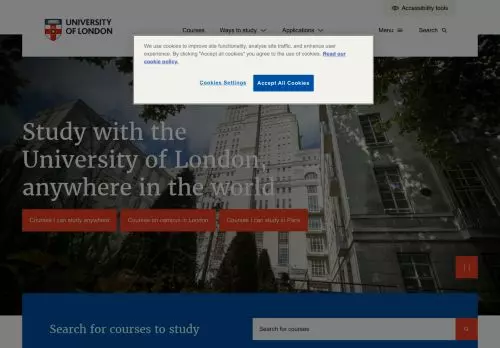 Accessibility tools
UNIVERSITY
OF LONDON
Courses Ways to study Applications Menu Search
We use cookies to improve site functionality, analyse site traffic, and enhance user
experience. By clicking "Accept all cookies" you agree to the use of cookies. Read our
cookie policy.
Cookies Settings Accept All Cookies
Study with the
University of London,
anywhere in the world
Courses I can study anywhere Courses on campus in London Courses I can study in Paris
Search for courses to study Search for courses